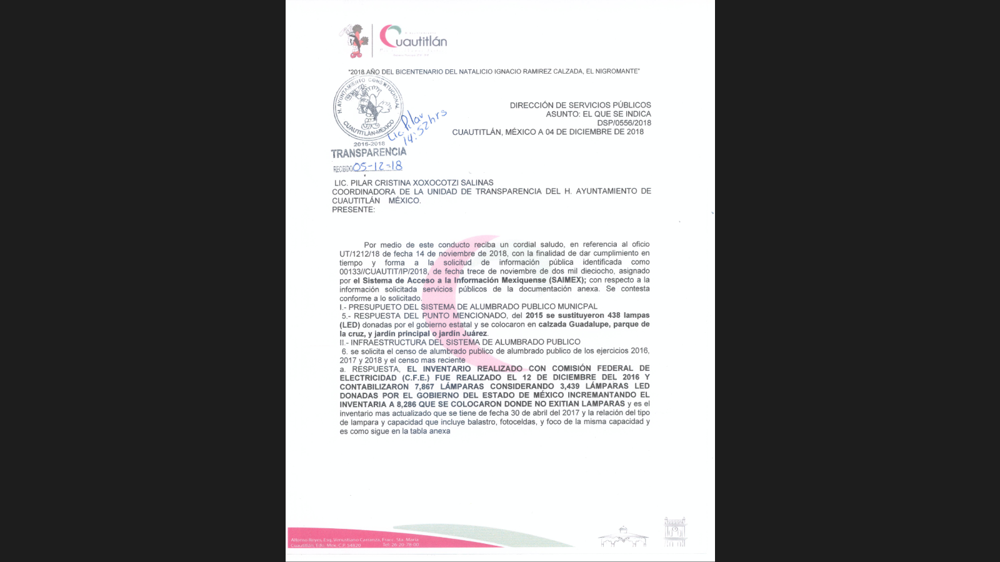 Cuautitlán
"2018 AÑO DEL BICENTENARIO DEL NATALICIO IGNACIO RAMIREZ CALZADA, EL NIGROMANTE"
H. AYUNTAMIENTO CONSTITUCIONAL
CUAUTITLÁN-MEXICO
2016-2018
TRANSPARENCIA
RECIBIDO 05-12-18
Lic Pilar
14:52hrs
DIRECCIÓN DE SERVICIOS PÚBLICOS
ASUNTO: EL QUE SE INDICA
DSP/0556/2018
CUAUTITLÁN, MÉXICO A 04 DE DICIEMBRE DE 2018
LIC. PILAR CRISTINA XOXOCOTZI SALINAS
COORDINADORA DE LA UNIDAD DE TRANSPARENCIA DEL H. AYUNTAMIENTO DE
CUAUTITLÁN MÉXICO.
PRESENTE:
Por medio de este conducto reciba un cordial saludo, en referencia al oficio
UT/1212/18 de fecha 14 de noviembre de 2018, con la finalidad de dar cumplimiento en
tiempo y forma a la solicitud de información pública identificada como
00133//CUAUTIT/IP/2018, de fecha trece de noviembre de dos mil dieciocho, asignado
por el Sistema de Acceso a la Información Mexiquense (SAIMEX); con respecto a la
información solicitada servicios públicos de la documentación anexa. Se contesta
conforme a lo solicitado.
I.- PRESUPUETO DEL SISTEMA DE ALUMBRADO PUBLICO MUNICPAL
5.- RESPUESTA DEL PUNTO MENCIONADO, del 2015 se sustituyeron 438 lampas
(LED) donadas por el gobierno estatal y se colocaron en calzada Guadalupe, parque de
la cruz, y jardín principal o jardín Juárez.
II.- INFRAESTRUCTURA DEL SISTEMA DE ALUMBRADO PUBLICO
6. se solicita el censo de alumbrado publico de alumbrado publico de los ejercicios 2016,
2017 y 2018 y el censo mas reciente
a. RESPUESTA, EL INVENTARIO REALIZADO CON COMISIÓN FEDERAL DE
ELECTRICIDAD (C.F.E.) FUE REALIZADO EL 12 DE DICIEMBRE DEL 2016 Y
CONTABILIZARON 7,867 LÁMPARAS CONSIDERANDO 3,439 LÁMPARAS LED
DONADAS POR EL GOBIERNO DEL ESTADO DE MÉXICO INCREMANTANDO EL
INVENTARIA A 8,286 QUE SE COLOCARON DONDE NO EXITIAN LAMPARAS y es el
inventario mas actualizado que se tiene de fecha 30 de abril del 2017 y la relación del tipo
de lampara y capacidad que incluye balastro, fotoceldas, y foco de la misma capacidad y
es como sigue en la tabla anexa
Alfonso Reyes, Esq. Venustiano Carranza, Fracc. Sta. María
Cuautitlán, Edo. Mex. C.P. 54820 Tel: 26-20-78-00